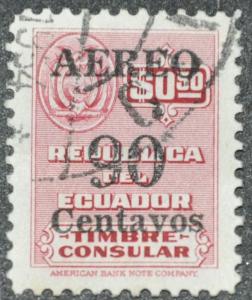 AEREO
$0.50
REPUBLICA
90
DEL
ECUADOR
Centavos
TIMBRE
CONSULAR
AMERICAN BANK NOTE COMPANY.